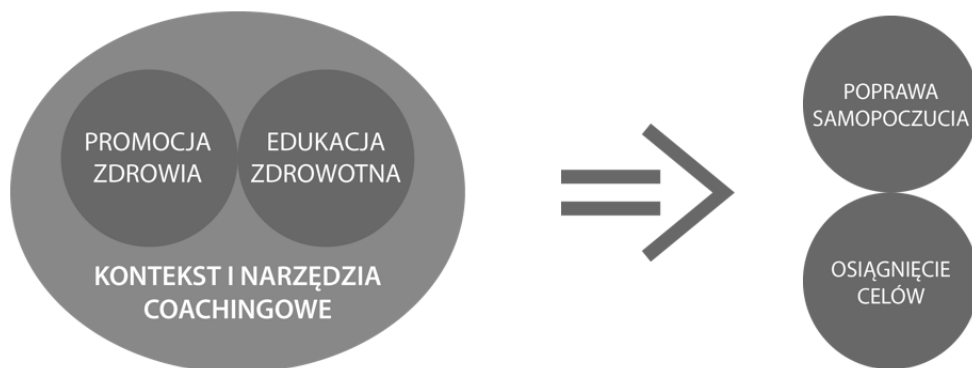 PROMOCJA
ZDROWIA
EDUKACJA
ZDROWOTNA
KONTEKST I NARZĘDZIA
COACHINGOWE
POPRAWA
SAMOPOCZUCIA
OSIĄGNIĘCIE
CELÓW